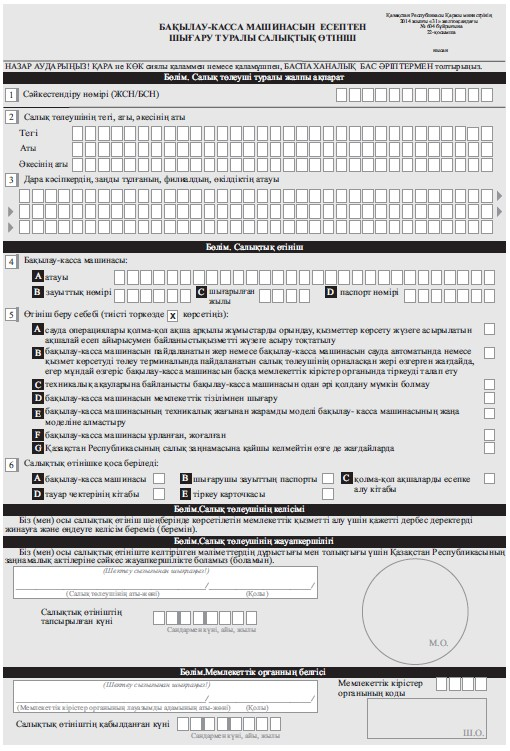 Қазақстан Республикасы Қаржы министрінің
2014 жылғы «31» желтоқсандағы
№ 604 бұйрығына
22-қосымша
нысан
БАҚЫЛАУ-КАССА МАШИНАСЫН ЕСЕПТЕН
ШЫҒАРУ ТУРАЛЫ САЛЫҚТЫҚ ӨТІНІШ
НАЗАР АУДАРЫҢЫЗ! ҚАРА не КӨК сиялы қаламмен немесе қаламұшпен, БАСПАХАНАЛЫҚ БАС ӘРІПТЕРМЕН толтырыңыз.
Бөлім. Салық төлеуші туралы жалпы ақпарат
1 Сәйкестендіру нөмірі (ЖСН/БСН)
2 Салық төлеушінің тегі, аты, әкесінің аты
Тегі
Аты
Әкесінің аты
3 Дара кәсіпкердің, заңды тұлғаның, филиалдың, өкілдіктің атауы
Бөлім. Салықтық өтініш
4 Бақылау-касса машинасы:
A атауы
B зауыттық нөмірі C шығарылған жылы D паспорт нөмірі
5 Өтініш беру себебі (тиісті торкөзде X көрсетіңіз):
A сауда операциялары қолма-қол ақша арқылы жұмыстарды орындау, қызметтер көрсету жүзеге асырылатын
ақшалай есеп айырысумен байланысты қызметті жүзеге асыру тоқтатылу
B бақылау-касса машинасын пайдаланатын жер немесе бақылау-касса машинасын сауда автоматында немесе
қызмет көрсетуді төлеу терминалында пайдаланатын салық төлеушінің орналасқан жері өзгерген жағдайда,
егер мұндай өзгеріс бақылау-касса машинасын басқа мемлекеттік кірістер органында тіркеуді талап ету
C техникалық ақауларына байланысты бақылау-касса машинасын одан әрі қолдану мүмкін болмау
D бақылау-касса машинасын мемлекеттік тізілімнен шығару
E бақылау-касса машинасының техникалық жағынан жарамды моделі бақылау- касса машинасының жаңа
моделіне алмастыру
F бақылау-касса машинасы ұрланған, жоғалған
G Қазақстан Республикасының салық заңнамасына қайшы келмейтін өзге де жағдайларда
6 Салықтық өтінішке қоса беріледі:
A бақылау-касса машинасы B шығарушы зауыттың паспорты C қолма-қол ақшаларды есепке алу кітабы
D тауар чектерінің кітабы E тіркеу карточкасы
Бөлім.Салық төлеушінің келісімі
Біз (мен) осы салықтық өтініш шеңберінде көрсетілетін мемлекеттік қызметті алу үшін қажетті дербес деректерді
жинауға және өңдеуге келісім береміз (беремін).
Бөлім.Салық төлеушінің жауапкершілігі
Біз (мен) осы салықтық өтініште келтірілген мәліметтердің дұрыстығы мен толықтығы үшін Қазақстан Республикасының
заңнамалық актілеріне сәйкес жауапкершілікте боламыз (боламын).
(Шектеу сызығынан шықпаңыз!)
(Салық төлеушінің аты-жөні) (Қолы)
Салықтық өтініштің
тапсырылған күні
Сандармен күні, айы, жылы
М.О.
Бөлім.Мемлекеттік органның белгісі
(Шектеу сызығынан шықпаңыз!)
(Мемлекеттік кірістер органының лауазымды адамының аты-жөні) (Қолы)
Мемлекеттік кірістер
органының коды
Салықтық өтініштің қабылданған күні
Сандармен күні, айы, жылы
Ш.О.